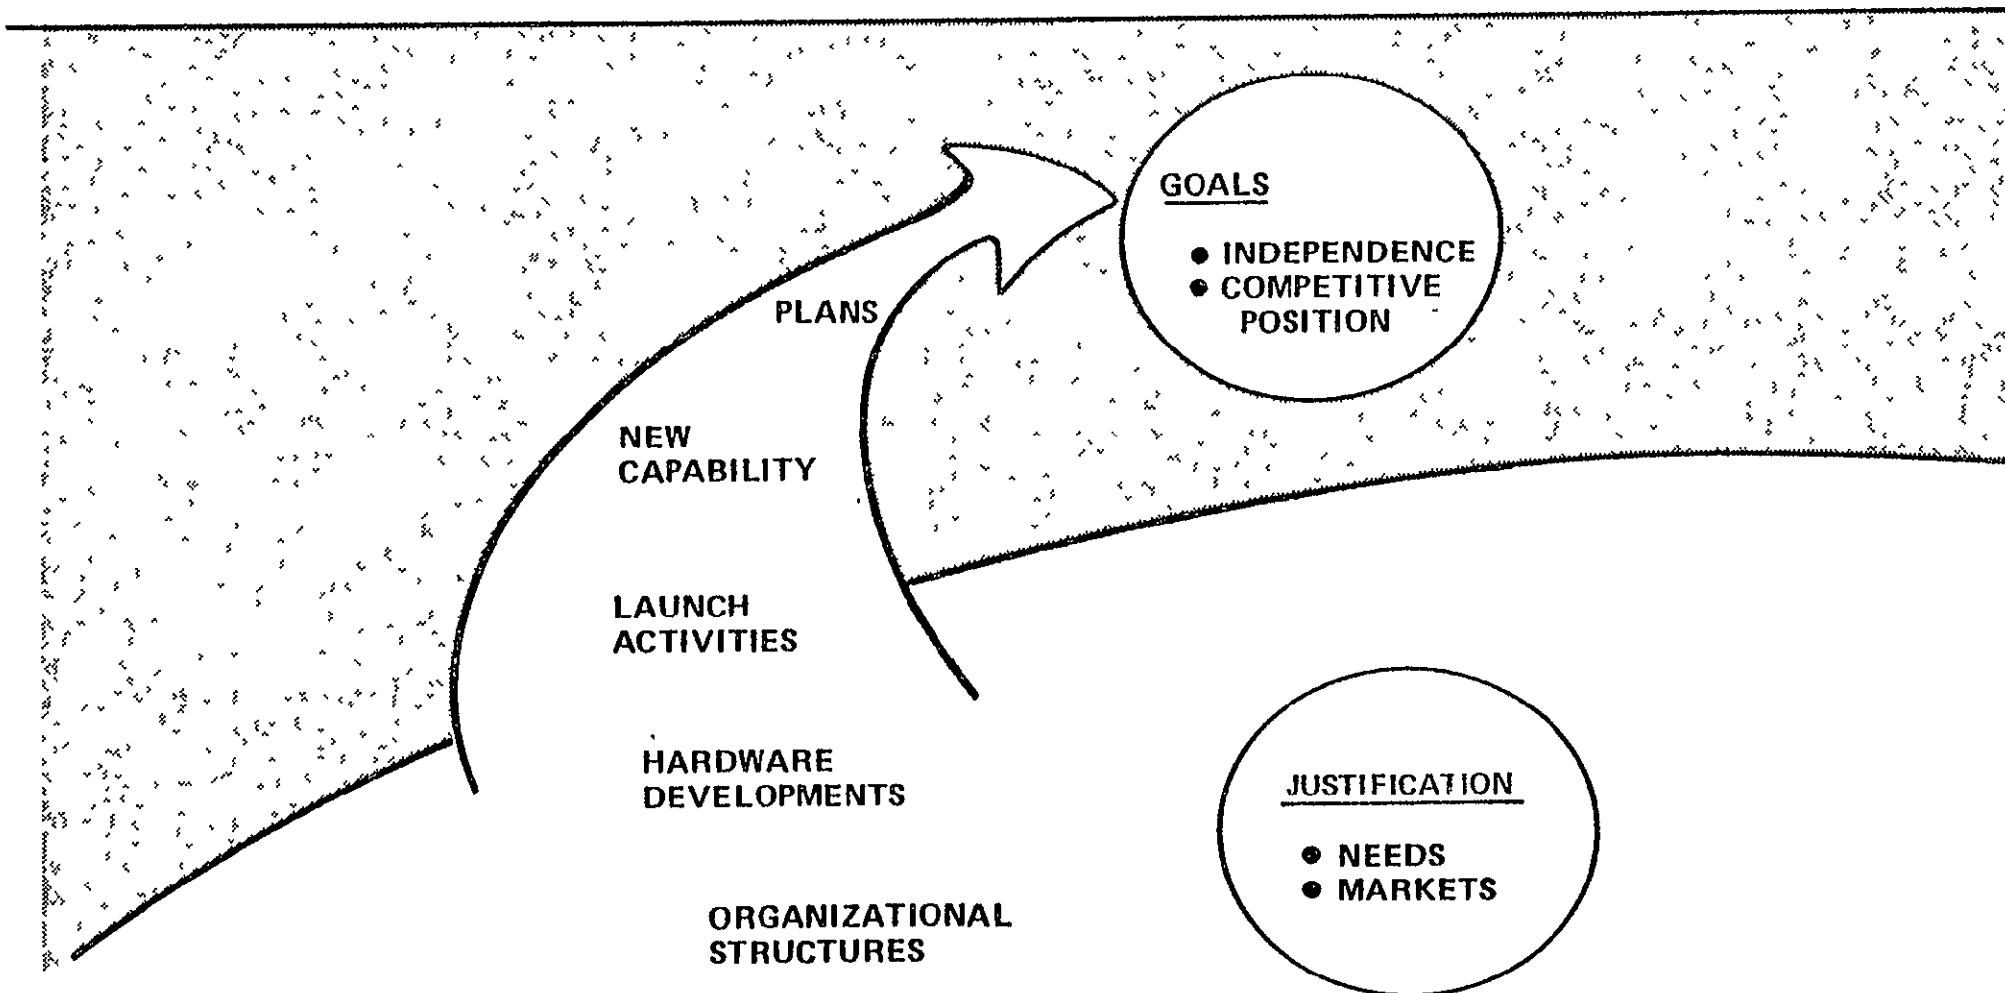 GOALS
● INDEPENDENCE
● COMPETITIVE
POSITION
PLANS
NEW
CAPABILITY
LAUNCH
ACTIVITIES
HARDWARE
DEVELOPMENTS
ORGANIZATIONAL
STRUCTURES
JUSTIFICATION
● NEEDS
● MARKETS